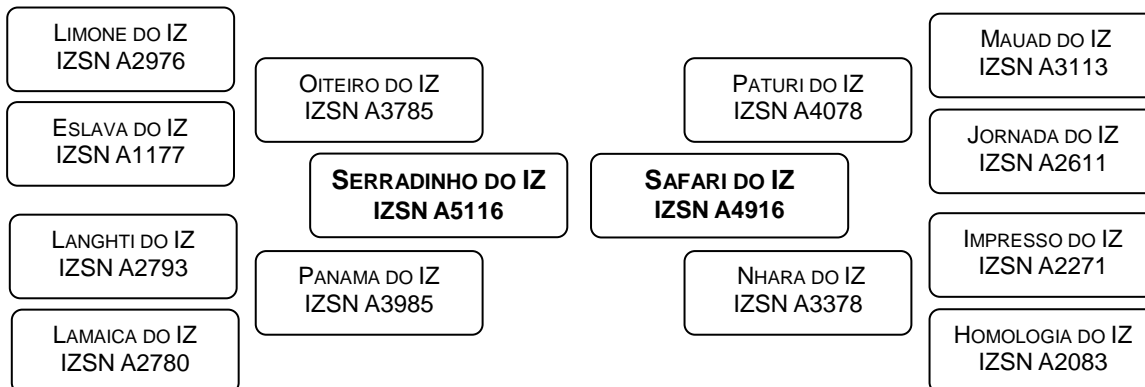 LIMONE DO IZ
IZSN A2976
ESLAVA DO IZ
IZSN A1177
LANGHTI DO IZ
IZSN A2793
LAMAICA DO IZ
IZSN A2780
OITEIRO DO IZ
IZSN A3785
PANAMA DO IZ
IZSN A3985
SERRADINHO DO IZ
IZSN A5116
SAFARI DO IZ
IZSN A4916
PATURI DO IZ
IZSN A4078
NHARA DO IZ
IZSN A3378
MAUAD DO IZ
IZSN A3113
JORNADA DO IZ
IZSN A2611
IMPRESSO DO IZ
IZSN A2271
HOMOLOGIA DO IZ
IZSN A2083